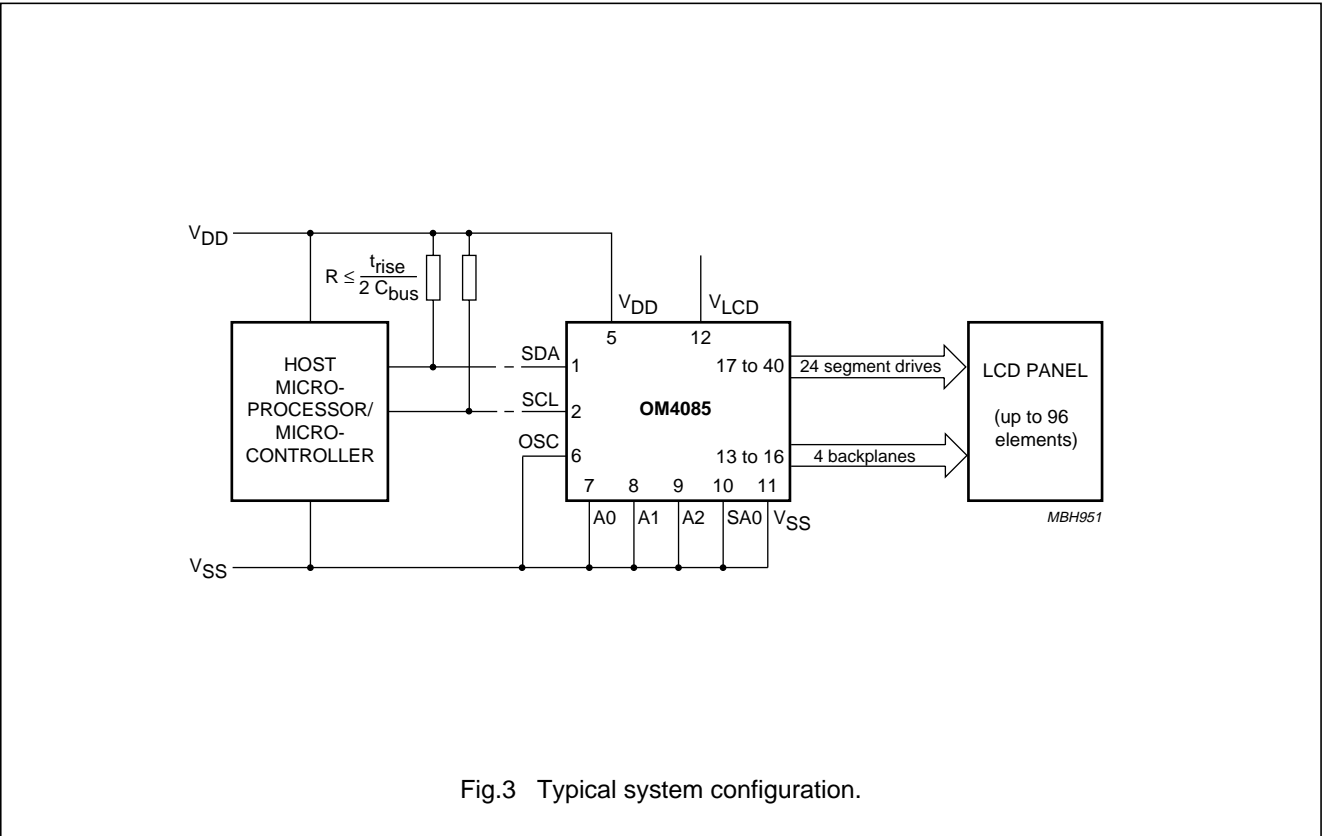 VDD
R ≤ trise
2 Cbus
VDD
VLCD
5
12
HOST
MICRO-
PROCESSOR/
MICRO-
CONTROLLER
SDA
1
SCL
2
OSC
6
OM4085
17 to 40
24 segment drives
13 to 16
4 backplanes
LCD PANEL
(up to 96
elements)
7 8 9 10 11
A0 A1 A2 SA0 VSS
MBH951
VSS
Fig.3 Typical system configuration.